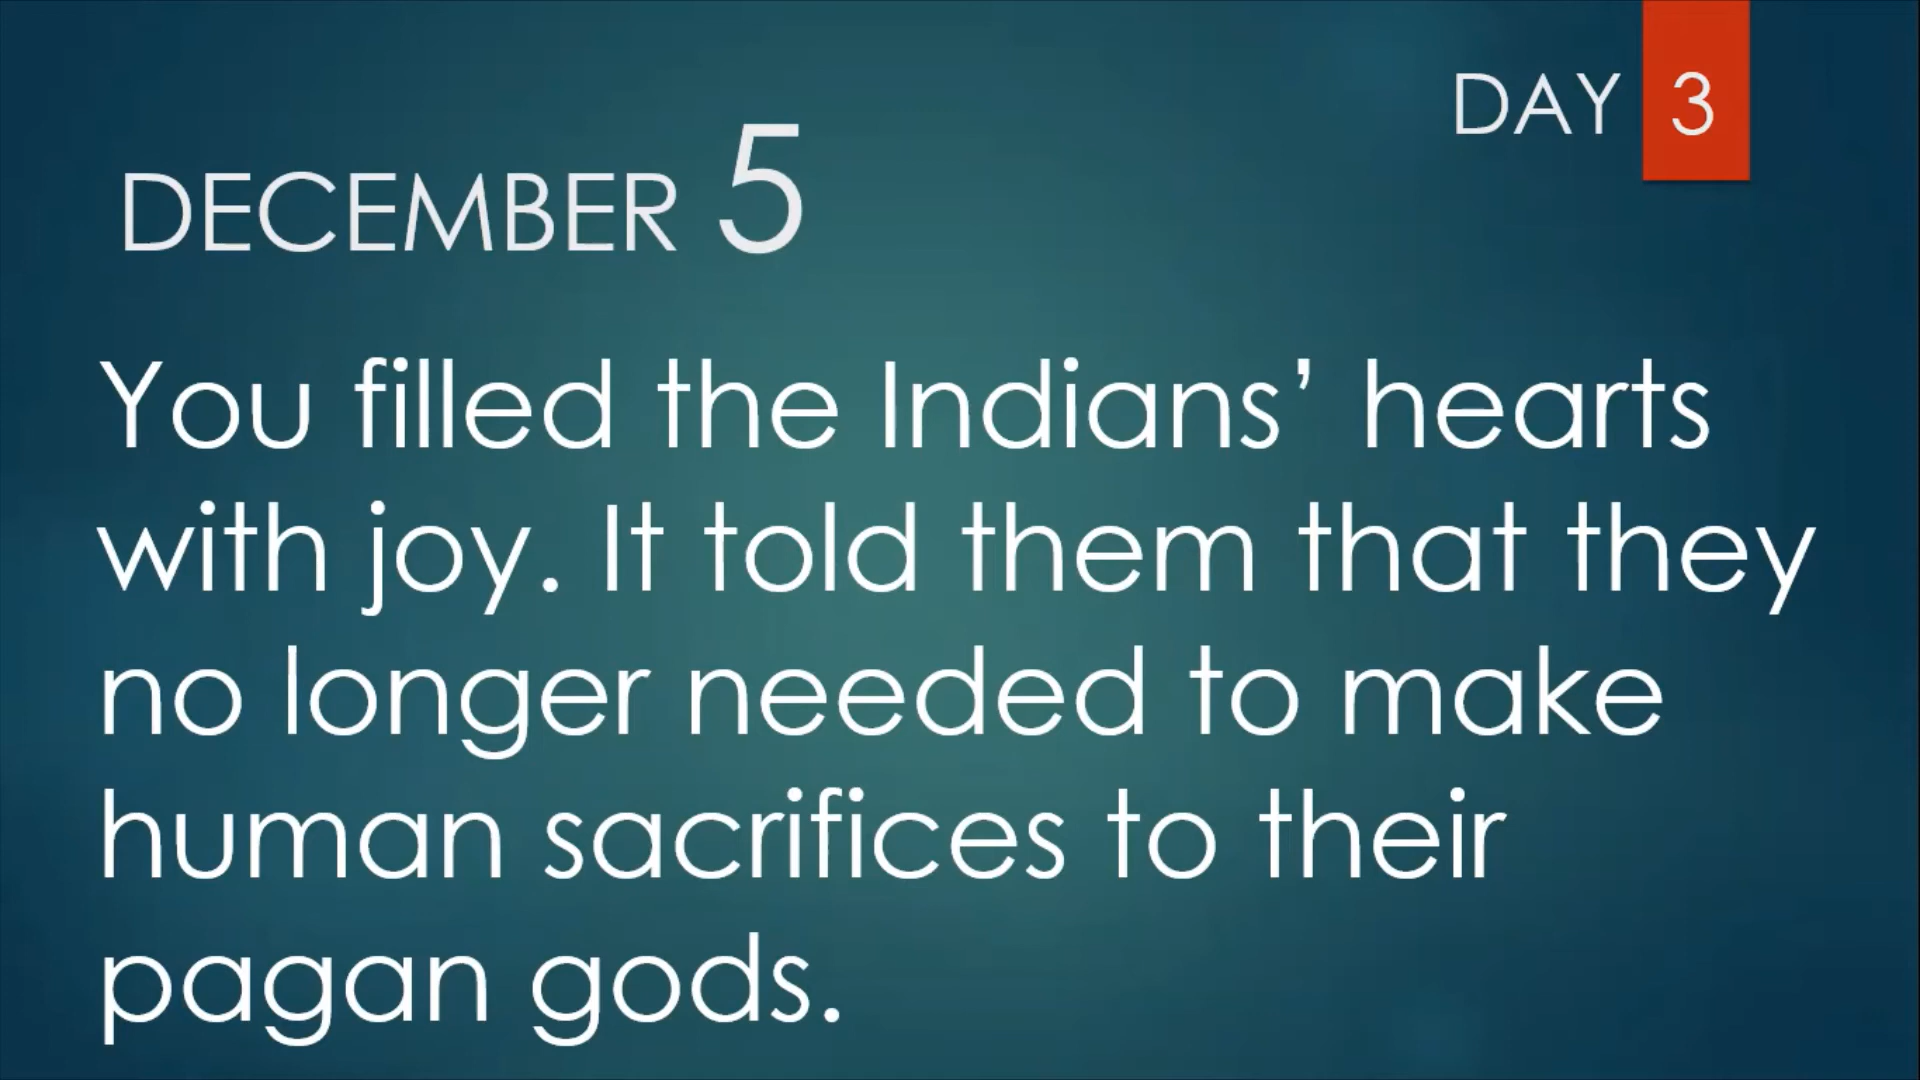 DAY 3
DECEMBER 5
You filled the Indians’ hearts
with joy. It told them that they
no longer needed to make
human sacrifices to their
pagan gods.